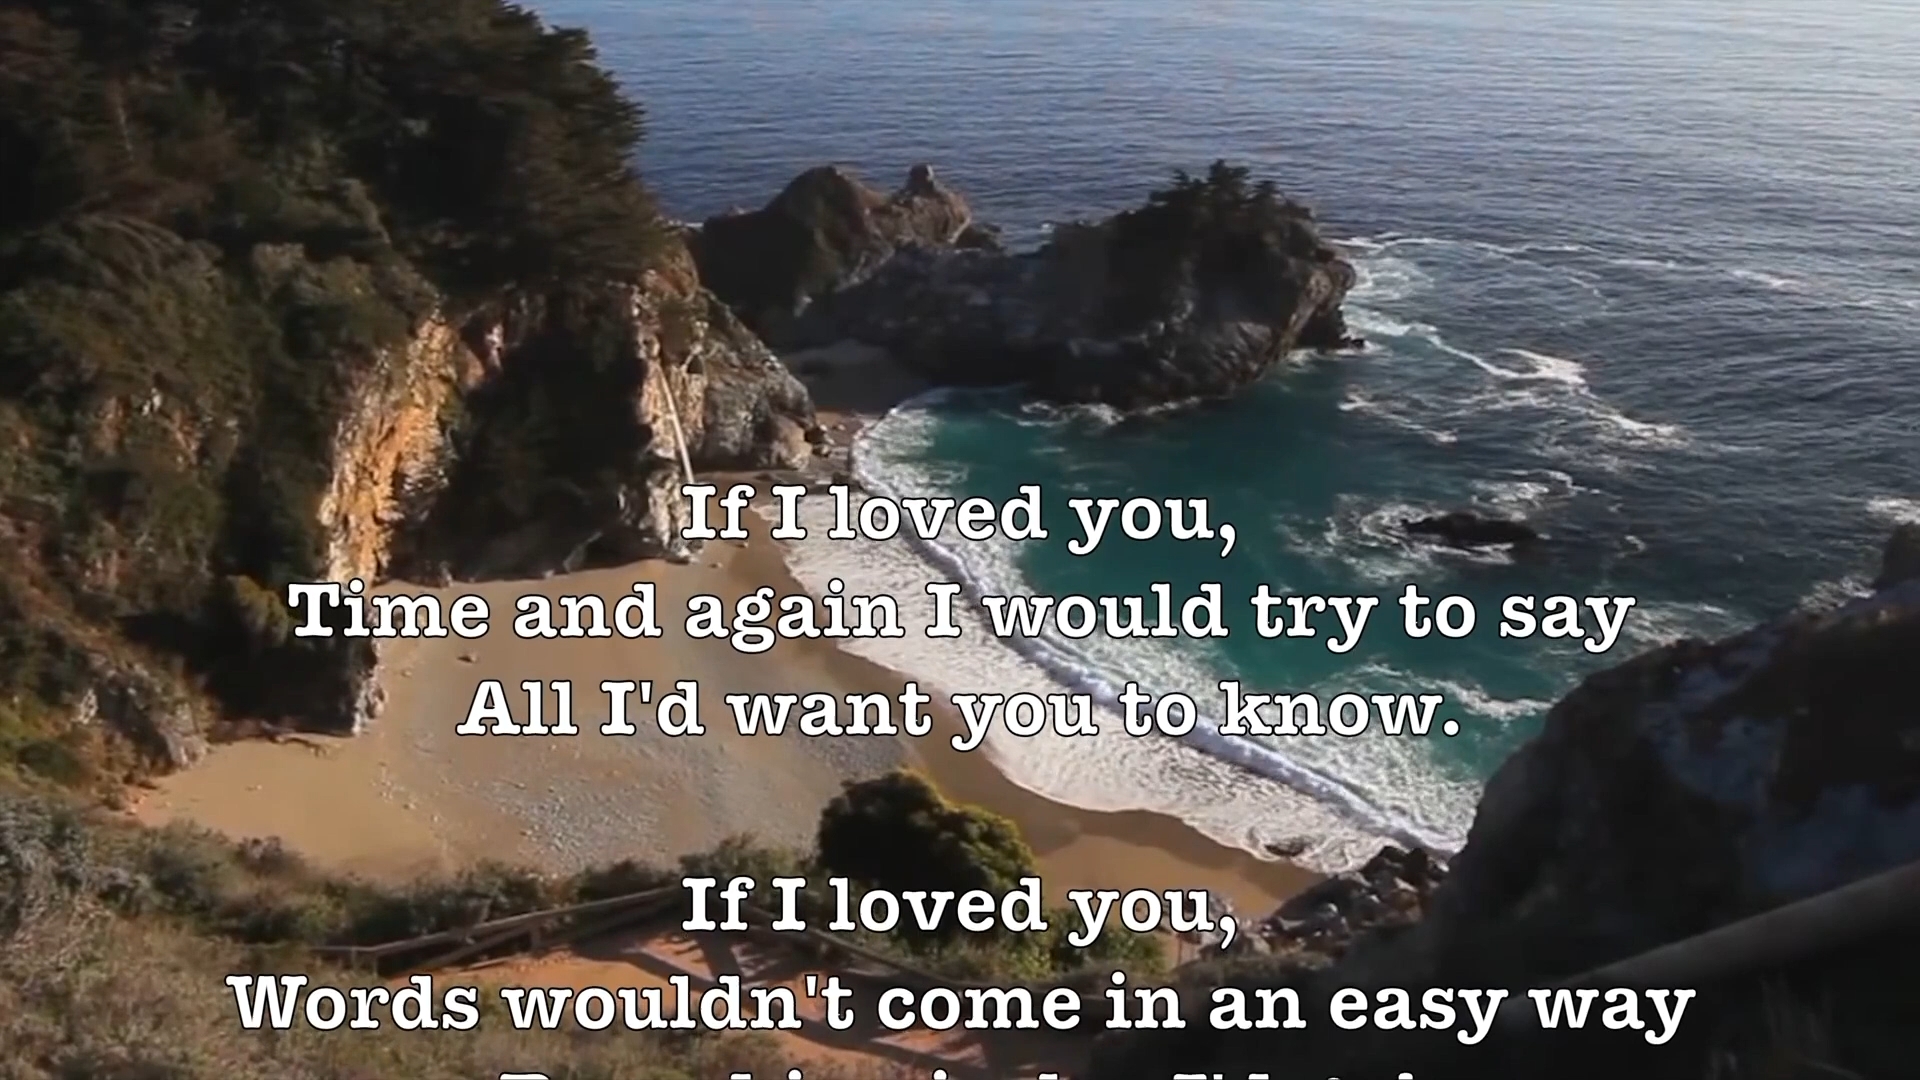 If I loved you,
Time and again I would try to say
All I'd want you to know.
If I loved you,
Words wouldn't come in an easy way